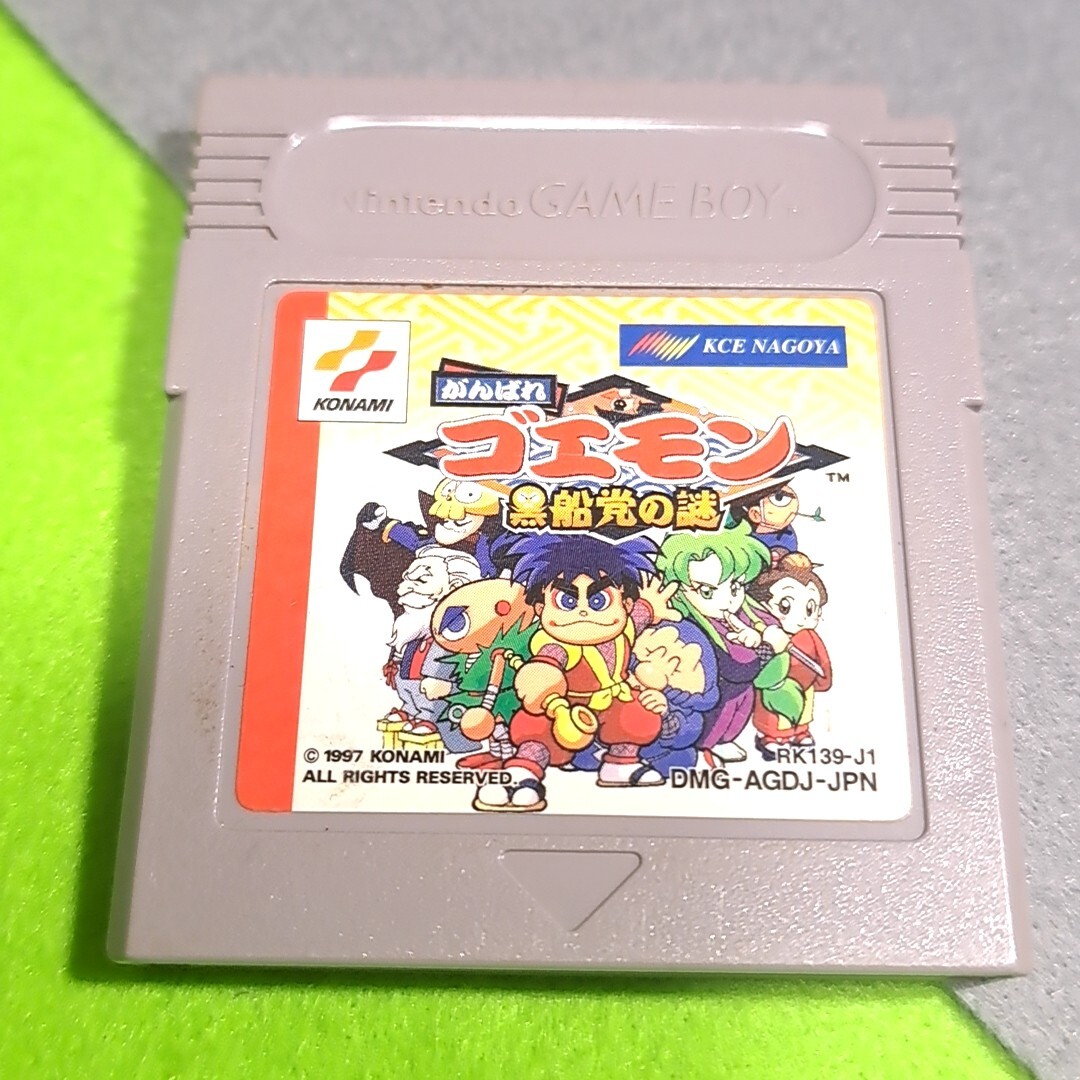 Nintendo GAME BOY
KONAMI
KCE NAGOYA
がんばれ
ゴエモン
黒船党の謎
TM
© 1997 KONAMI
ALL RIGHTS RESERVED.
RK139-J1
DMG-AGDJ-JPN